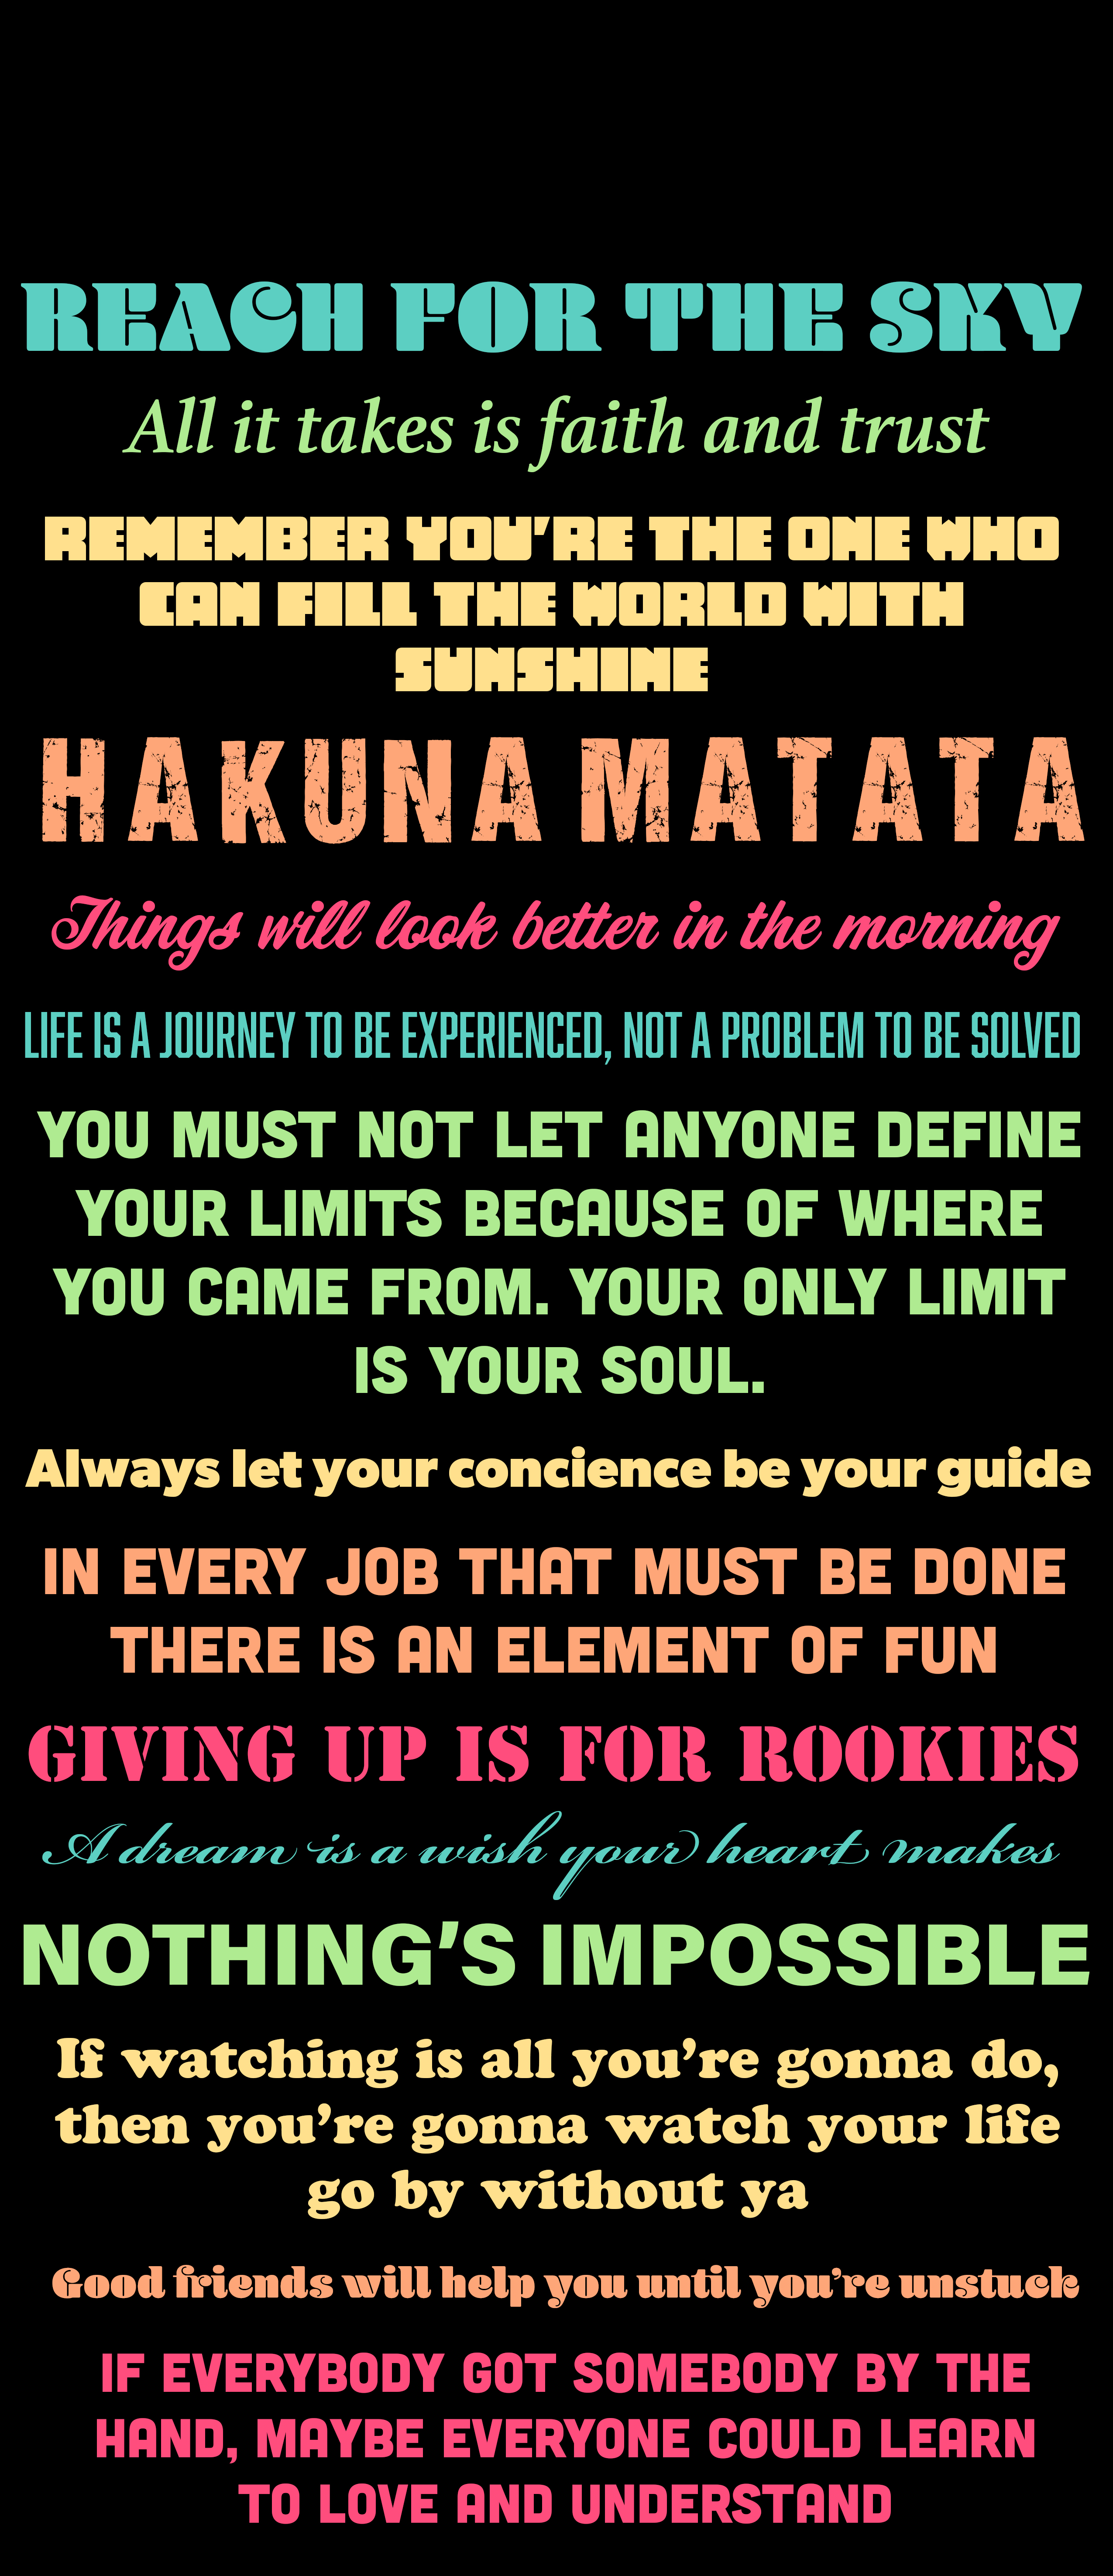 REACH FOR THE SKY
All it takes is faith and trust
REMEMBER YOU'RE THE ONE WHO
CAN FILL THE WORLD WITH
SUNSHINE
HAKUNA MATATA
Things will look better in the morning
LIFE IS A JOURNEY TO BE EXPERIENCED, NOT A PROBLEM TO BE SOLVED
YOU MUST NOT LET ANYONE DEFINE
YOUR LIMITS BECAUSE OF WHERE
YOU CAME FROM. YOUR ONLY LIMIT
IS YOUR SOUL.
Always let your concience be your guide
IN EVERY JOB THAT MUST BE DONE
THERE IS AN ELEMENT OF FUN
GIVING UP IS FOR ROOKIES
A dream is a wish your heart makes
NOTHING'S IMPOSSIBLE
If watching is all you're gonna do,
then you're gonna watch your life
go by without ya
Good friends will help you until you're unstuck
IF EVERYBODY GOT SOMEBODY BY THE
HAND, MAYBE EVERYONE COULD LEARN
TO LOVE AND UNDERSTAND